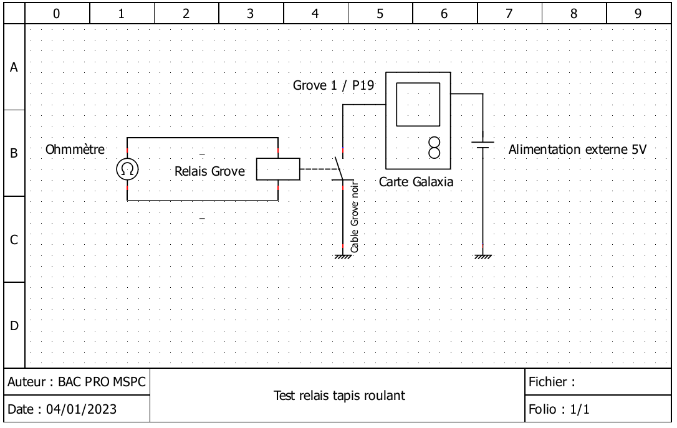 0 1 2 3 4 5 6 7 8 9
A
Grove 1 / P19
B
Ohmmètre
Ω
Relais Grove
Carte Galaxia
Alimentation externe 5V
Cable Grove noir
C
D
Auteur : BAC PRO MSPC
Date : 04/01/2023
Test relais tapis roulant
Fichier :
Folio : 1/1